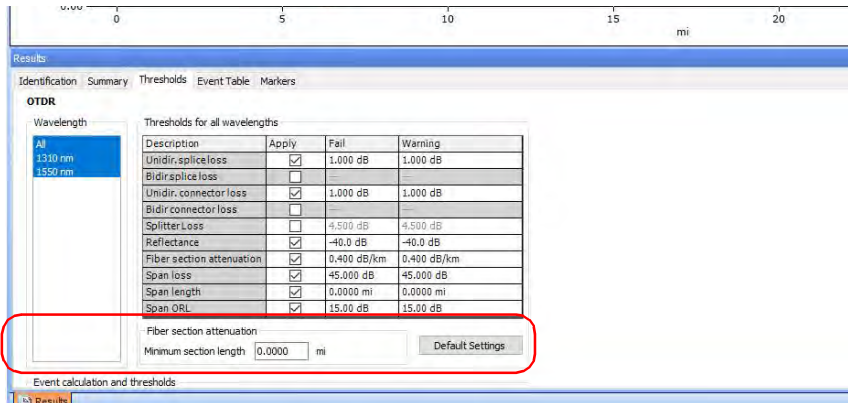 0.00
0 5 10 15 20
mi
Results
Identification Summary Thresholds Event Table Markers
OTDR
Wavelength
All
1310 nm
1550 nm
Thresholds for all wavelengths
Description Apply Fail Warning
Unidir. splice loss 1.000 dB 1.000 dB
Bidir splice loss --- ---
Unidir. connector loss 1.000 dB 1.000 dB
Bidir connector loss --- ---
Splitter Loss 4.500 dB 4.500 dB
Reflectance -40.0 dB -40.0 dB
Fiber section attenuation 0.400 dB/km 0.400 dB/km
Span loss 45.000 dB 45.000 dB
Span length 0.0000 mi 0.0000 mi
Span ORL 15.00 dB 15.00 dB
Fiber section attenuation
Minimum section length 0.0000 mi
Default Settings
Event calculation and thresholds
Results